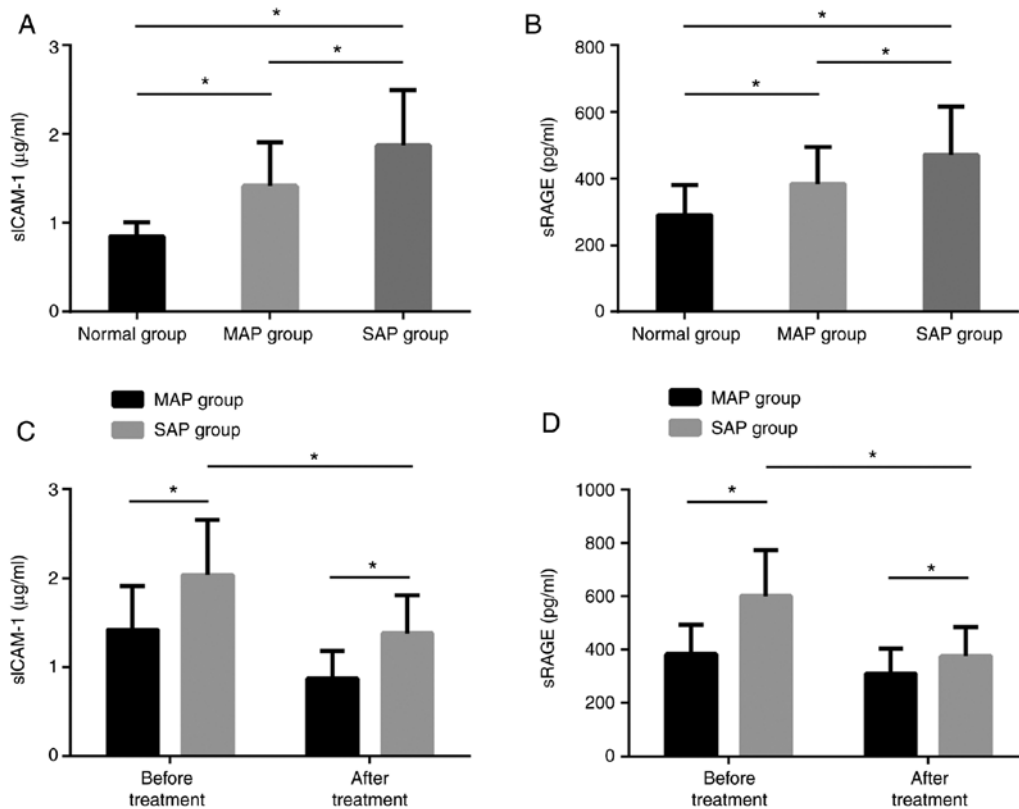 A
sICAM-1 (µg/ml)
3
2
1
0
*
*
*
Normal group
MAP group
SAP group
B
sRAGE (pg/ml)
800
600
400
200
0
*
*
*
Normal group
MAP group
SAP group
C
MAP group
SAP group
sICAM-1 (µg/ml)
3
2
1
0
*
*
*
Before
treatment
After
treatment
D
MAP group
SAP group
sRAGE (pg/ml)
1000
800
600
400
200
0
*
*
*
Before
treatment
After
treatment